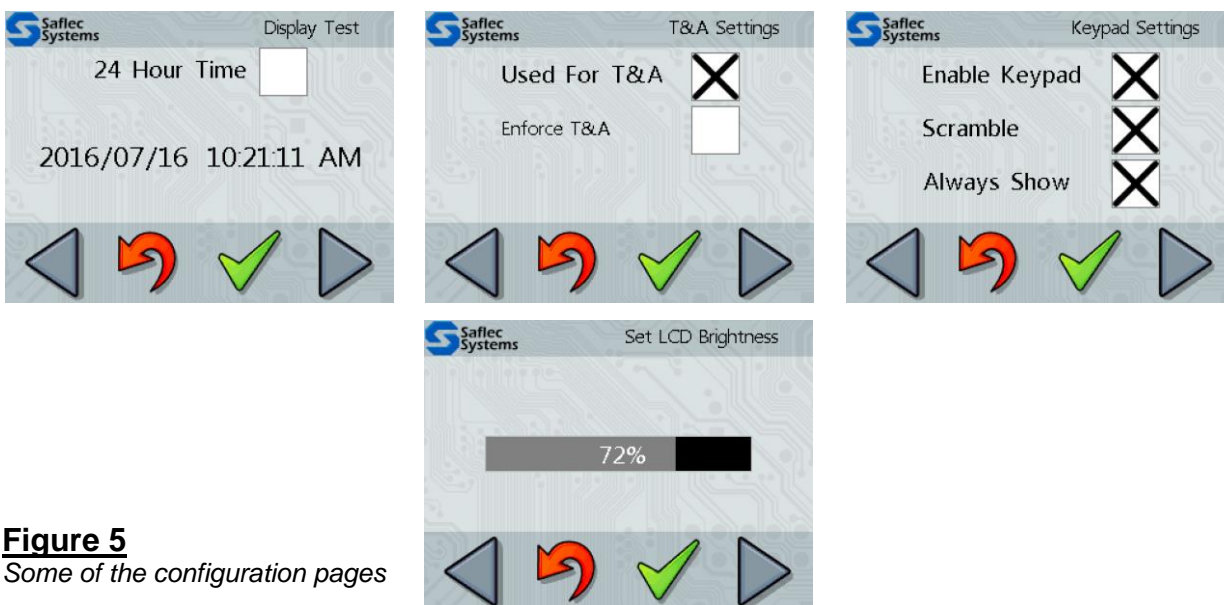 Saflec
Systems
Display Test
24 Hour Time
2016/07/16 10:21:11 AM
Saflec
Systems
T&A Settings
Used For T&A
Enforce T&A
Saflec
Systems
Keypad Settings
Enable Keypad
Scramble
Always Show
Saflec
Systems
Set LCD Brightness
72%
Figure 5
Some of the configuration pages